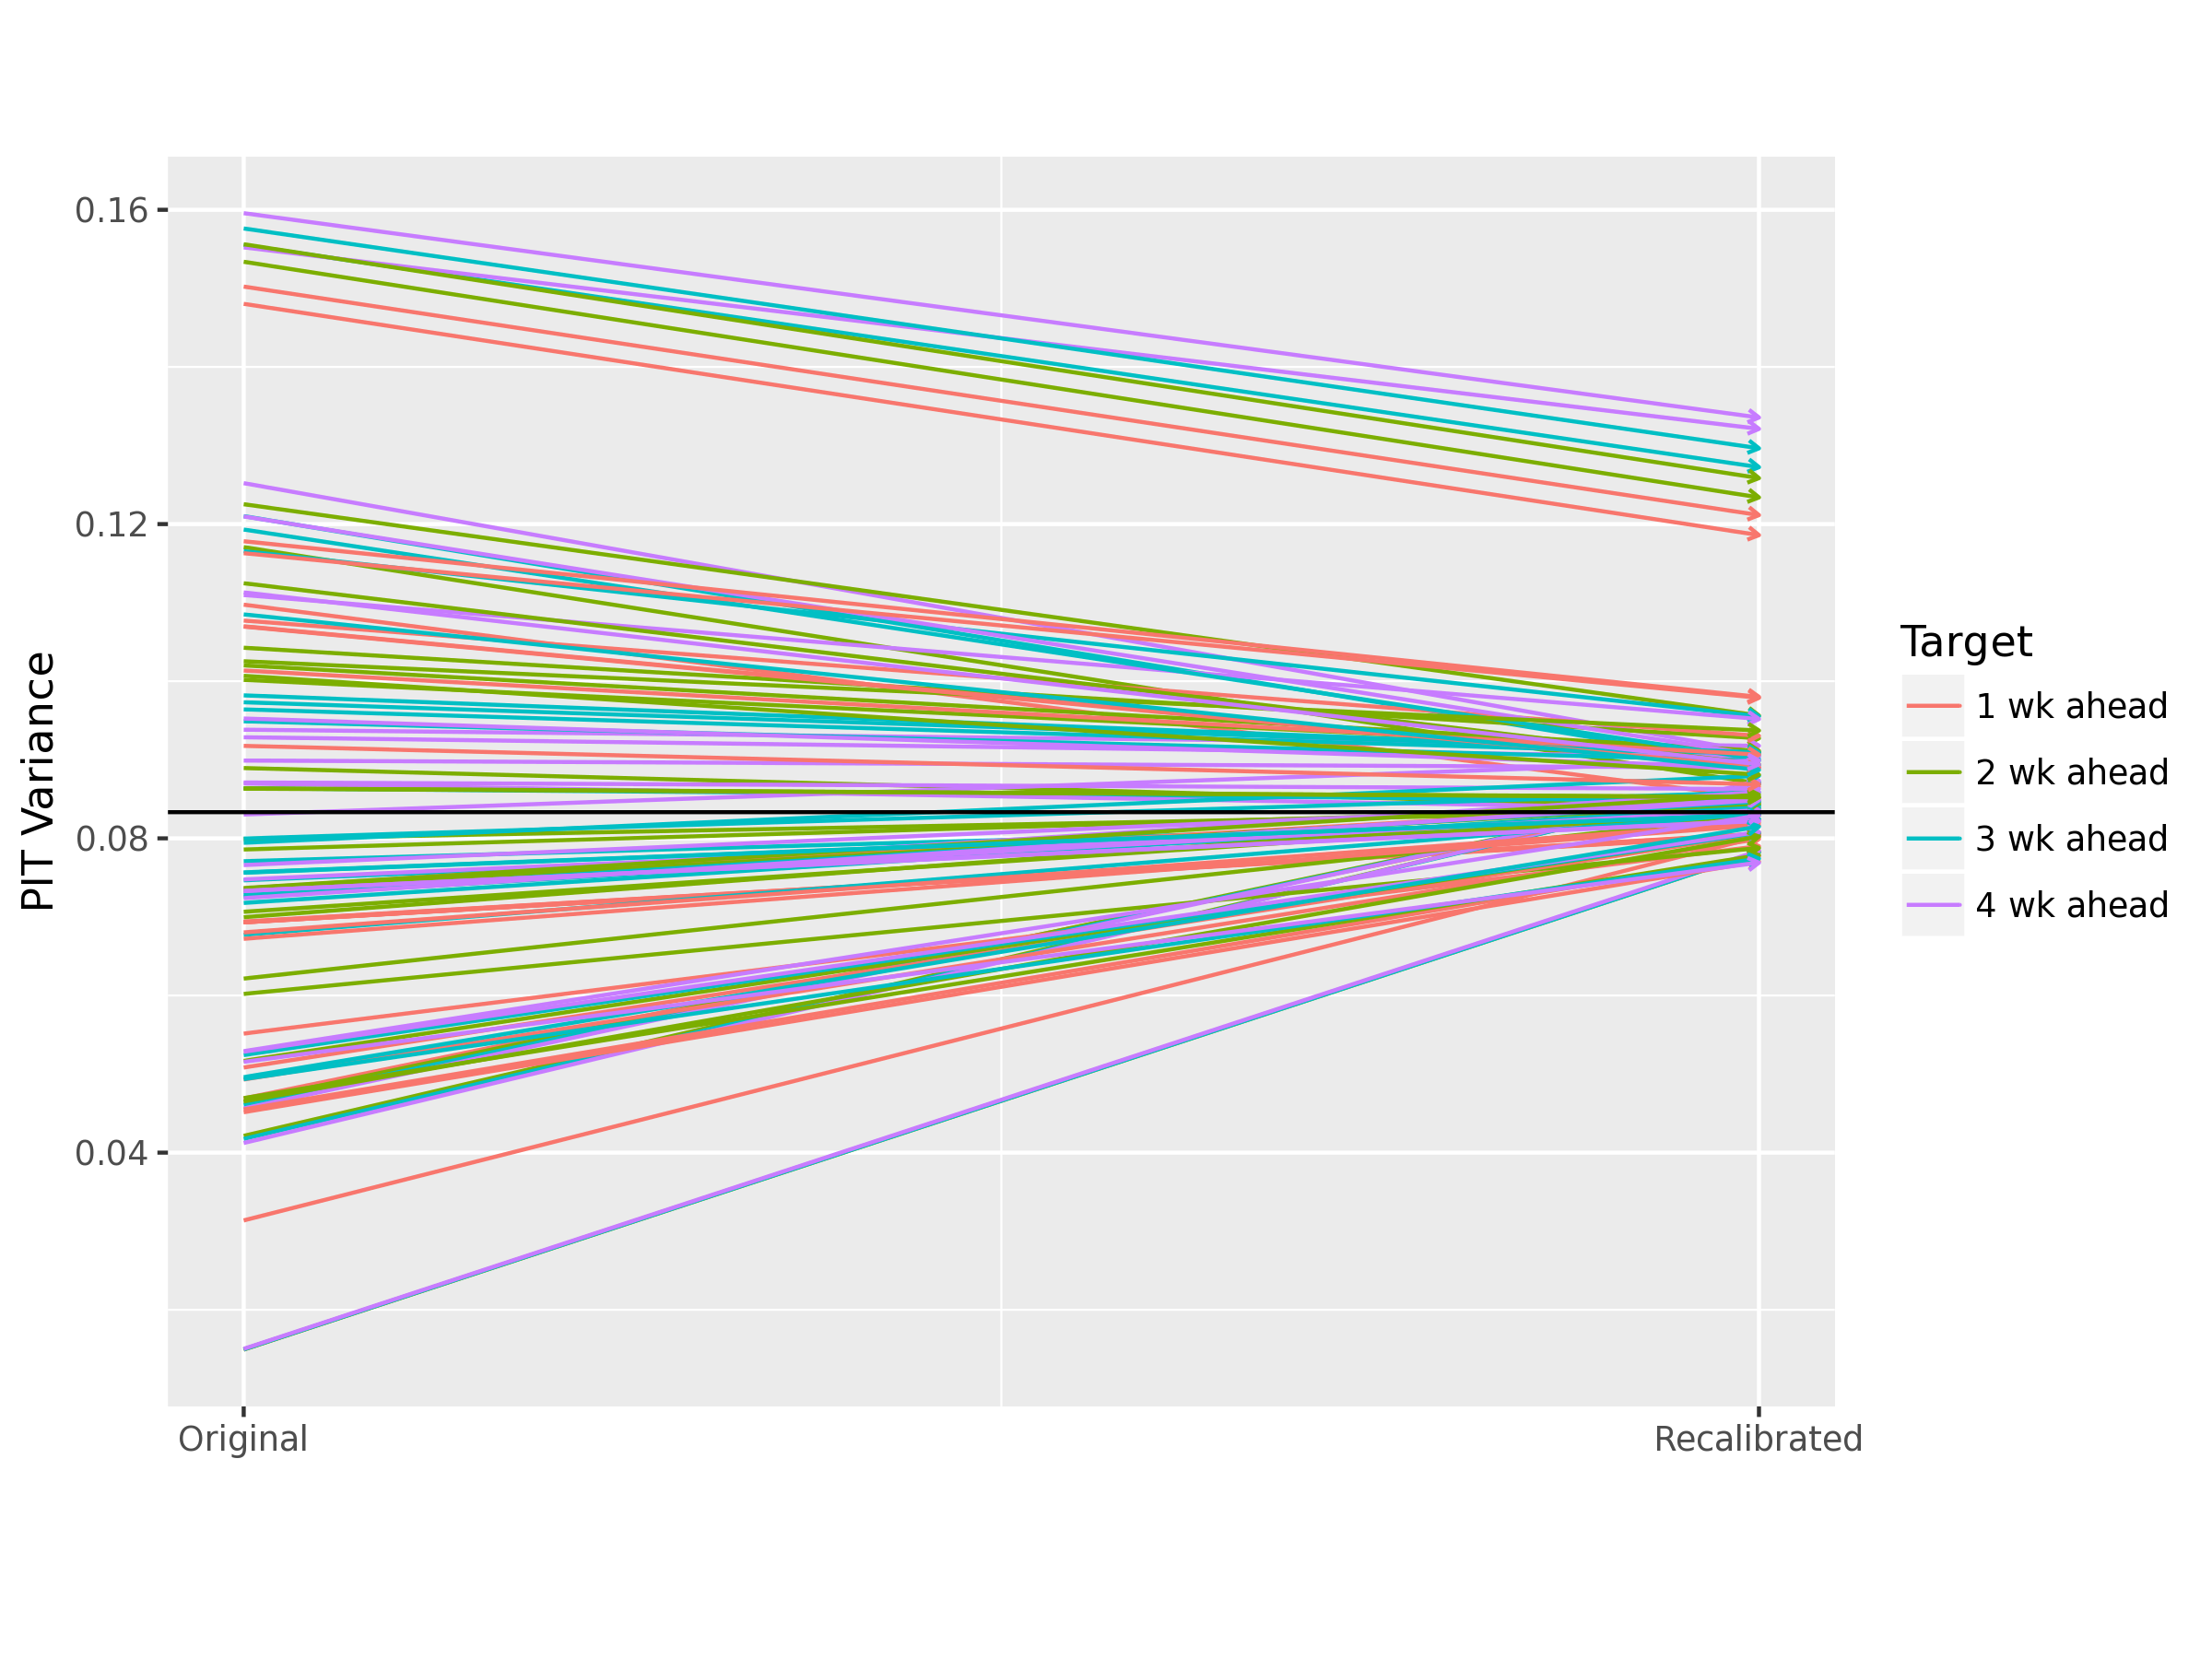 PIT Variance
0.16
0.12
0.08
0.04
Original
Recalibrated
Target
1 wk ahead
2 wk ahead
3 wk ahead
4 wk ahead